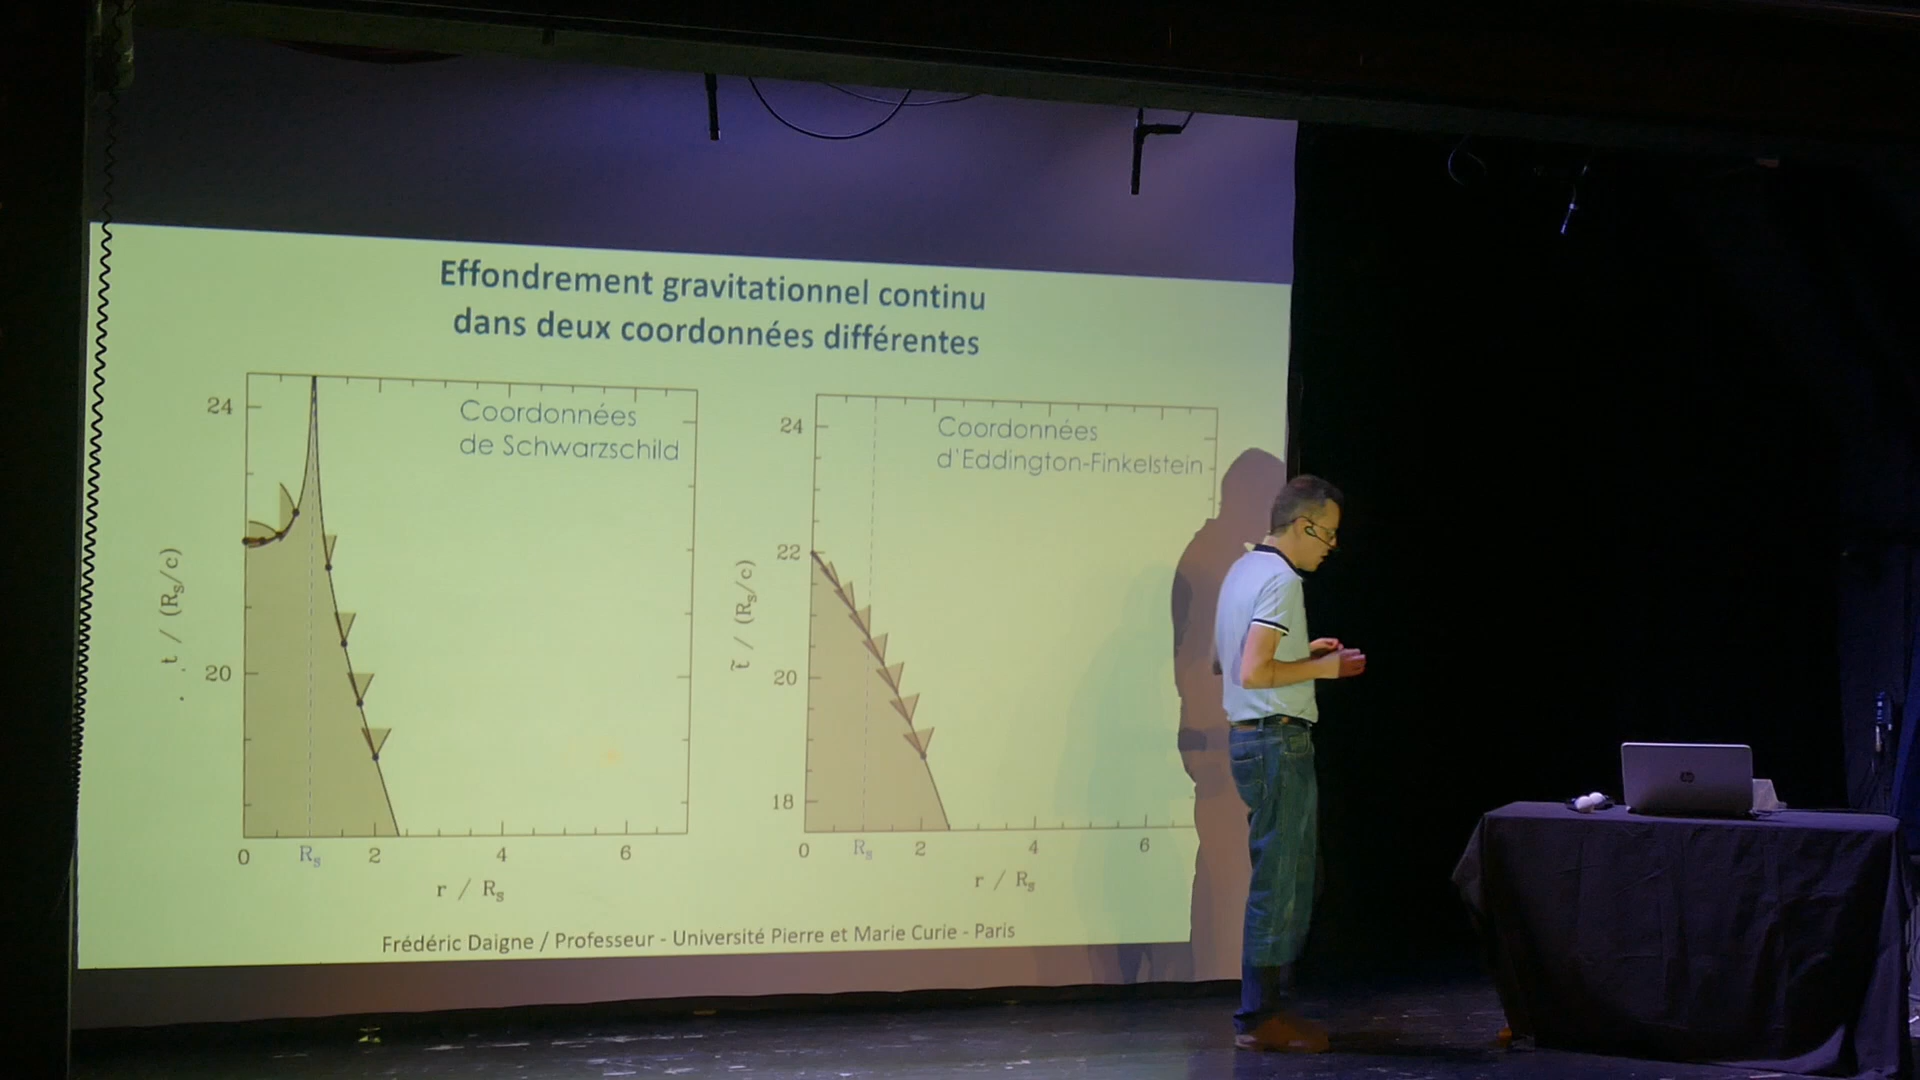 Effondrement gravitationnel continu
dans deux coordonnées différentes
Coordonnées
de Schwarzschild
24
20
t / (Rs/c)
0 Rs 2 4 6
r / Rs
Coordonnées
d'Eddington-Finkelstein
24
22
20
18
t̃ / (Rs/c)
0 Rs 2 4 6
r / Rs
Frédéric Daigne / Professeur - Université Pierre et Marie Curie - Paris
hp